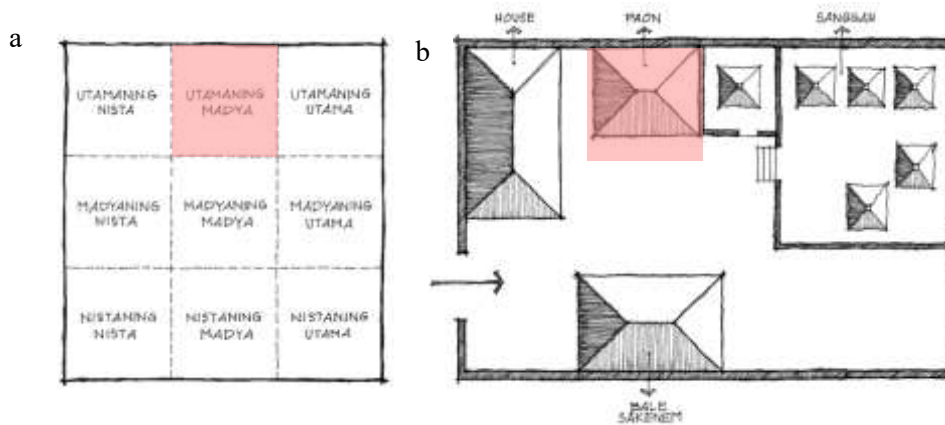 a
UTAMANING
NISTA
UTAMANING
MADYA
UTAMANING
UTAMA
MADYANING
NISTA
MADYANING
MADYA
MADYANING
UTAMA
NISTANING
NISTA
NISTANING
MADYA
NISTANING
UTAMA
b
HOUSE
PAON
SANGGAH
BALE
SAKENEM